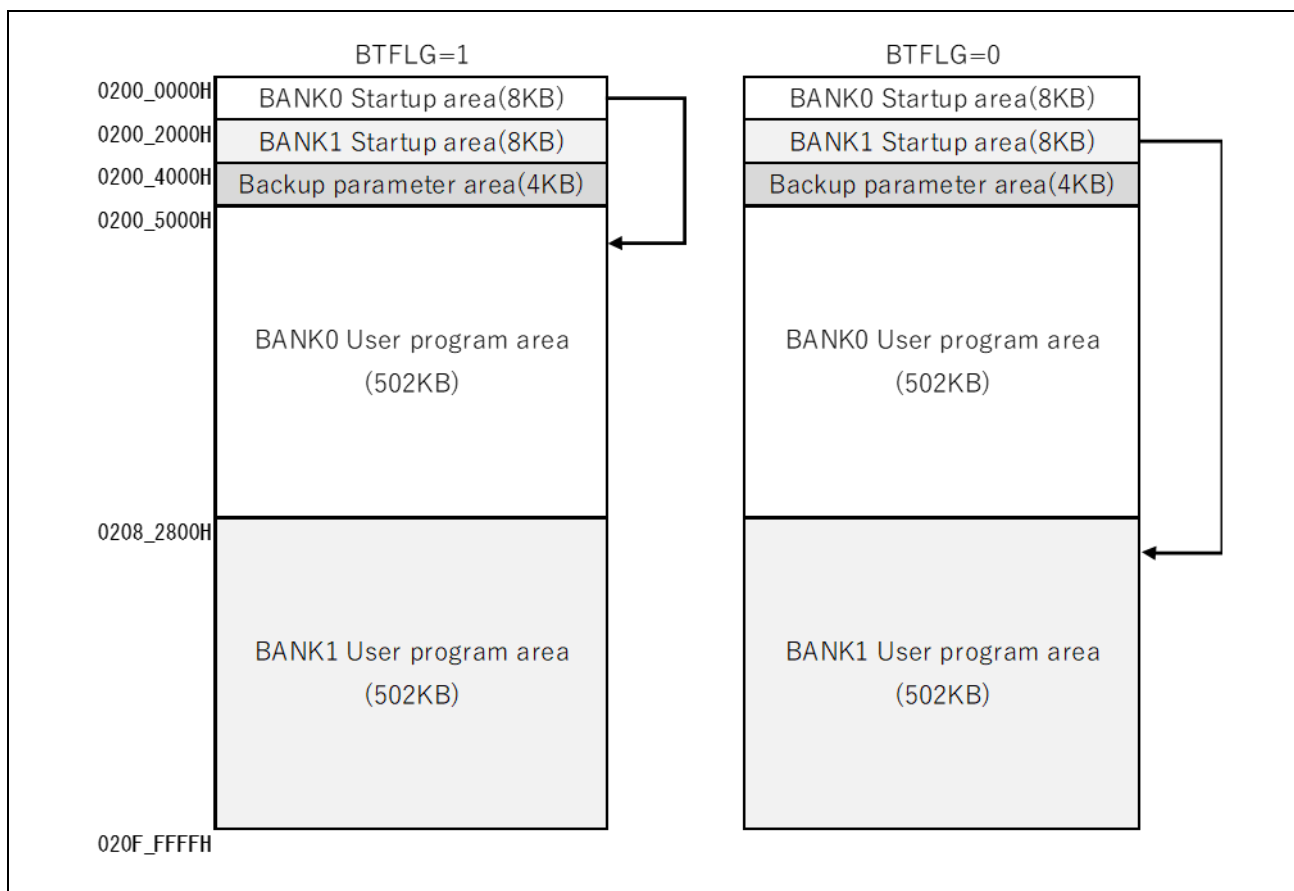 BTFLG=1
0200_0000H
BANK0 Startup area(8KB)
0200_2000H
BANK1 Startup area(8KB)
0200_4000H
Backup parameter area(4KB)
0200_5000H
BANK0 User program area
(502KB)
0208_2800H
BANK1 User program area
(502KB)
020F_FFFFH
BTFLG=0
BANK0 Startup area(8KB)
BANK1 Startup area(8KB)
Backup parameter area(4KB)
BANK0 User program area
(502KB)
BANK1 User program area
(502KB)